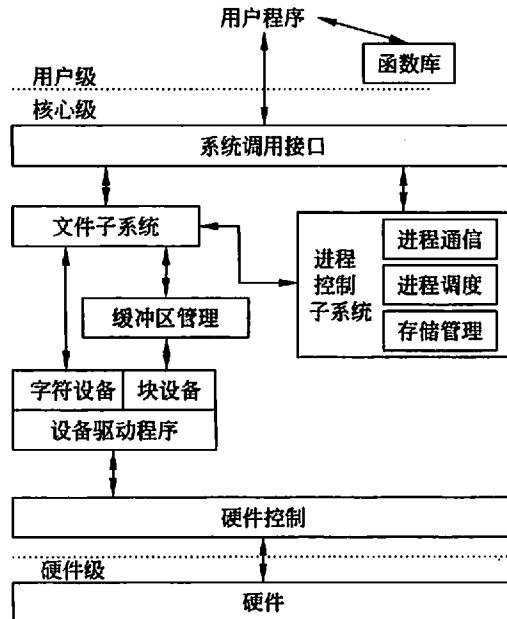 用户程序
函数库
用户级
核心级
系统调用接口
文件子系统
进程
控制
子系统
进程通信
进程调度
存储管理
缓冲区管理
字符设备
块设备
设备驱动程序
硬件控制
硬件级
硬件